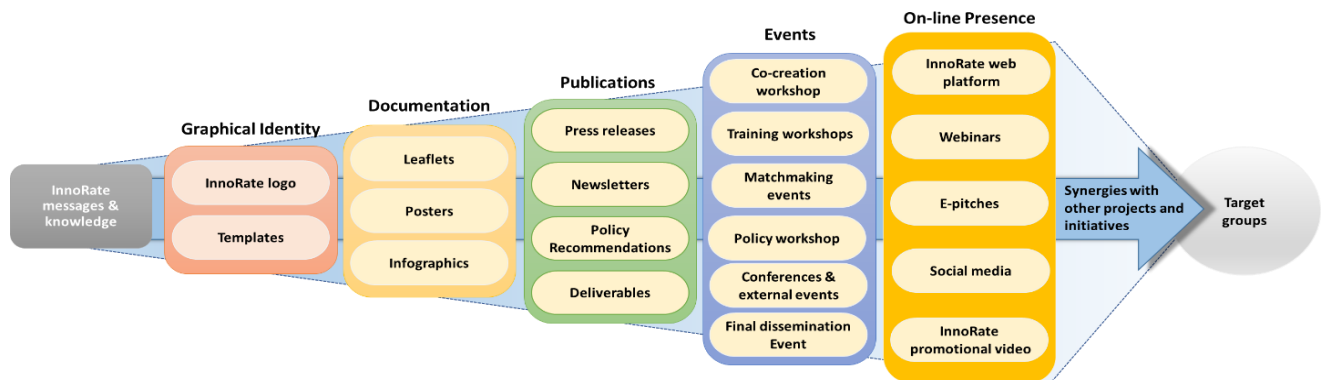 InnoRate
messages &
knowledge
Graphical Identity
InnoRate logo
Templates
Documentation
Leaflets
Posters
Infographics
Publications
Press releases
Newsletters
Policy
Recommendations
Deliverables
Events
Co-creation
workshop
Training workshops
Matchmaking
events
Policy workshop
Conferences &
external events
Final dissemination
Event
On-line Presence
InnoRate web
platform
Webinars
E-pitches
Social media
InnoRate
promotional video
Synergies with
other projects and
initiatives
Target
groups